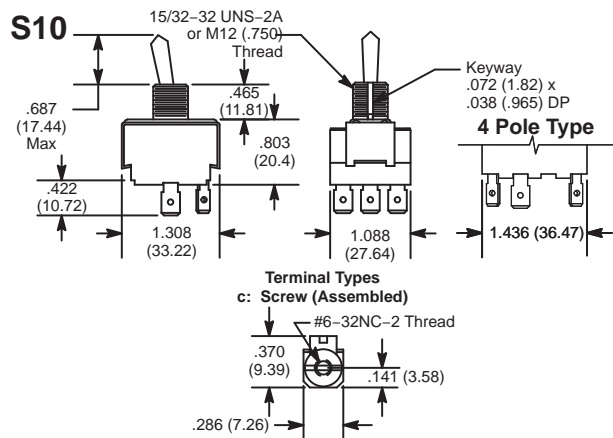 S10
15/32−32 UNS−2A
or M12 (.750)
Thread
.687
(17.44)
Max
.465
(11.81)
.803
(20.4)
.422
(10.72)
1.308
(33.22)
Keyway
.072 (1.82) x
.038 (.965) DP
4 Pole Type
1.088
(27.64)
1.436 (36.47)
Terminal Types
c: Screw (Assembled)
#6−32NC−2 Thread
.370
(9.39)
.141 (3.58)
.286 (7.26)